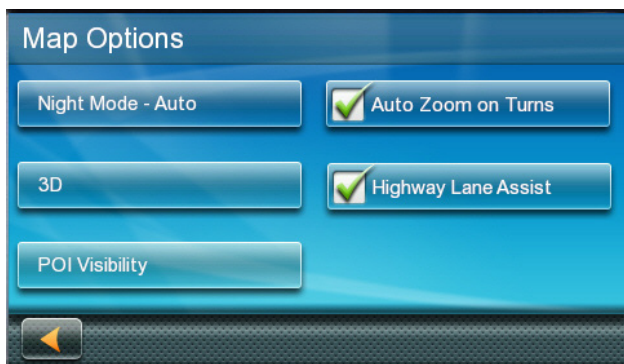 Map Options
Night Mode - Auto
Auto Zoom on Turns
3D
Highway Lane Assist
POI Visibility